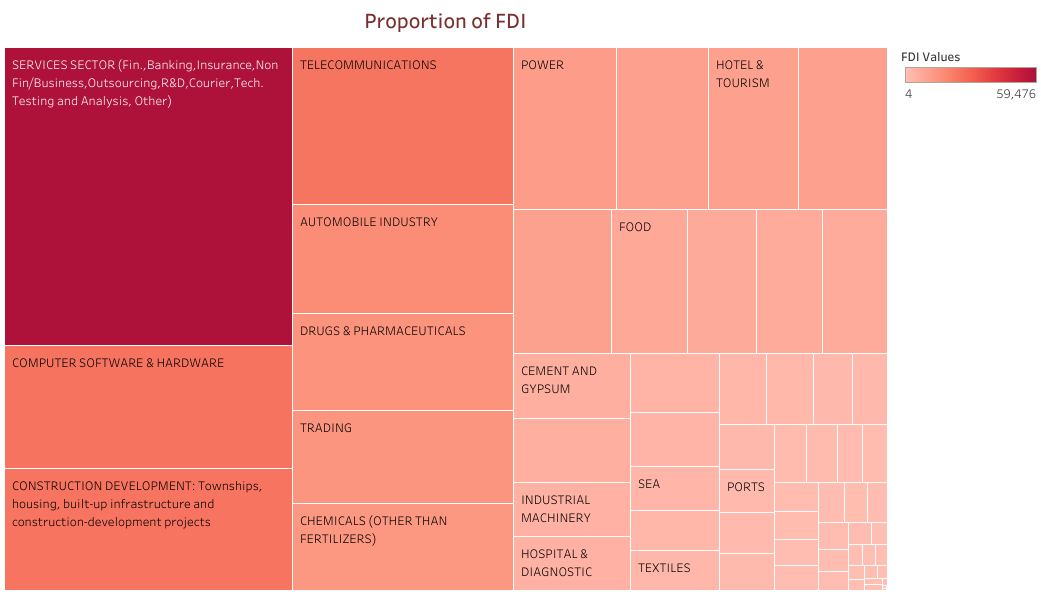 Proportion of FDI
SERVICES SECTOR (Fin.,Banking,Insurance,Non
Fin/Business,Outsourcing,R&D,Courier,Tech.
Testing and Analysis, Other)
COMPUTER SOFTWARE & HARDWARE
CONSTRUCTION DEVELOPMENT: Townships,
housing, built-up infrastructure and
construction-development projects
TELECOMMUNICATIONS
AUTOMOBILE INDUSTRY
DRUGS & PHARMACEUTICALS
TRADING
CHEMICALS (OTHER THAN
FERTILIZERS)
POWER
HOTEL &
TOURISM
FOOD
CEMENT AND
GYPSUM
INDUSTRIAL
MACHINERY
HOSPITAL &
DIAGNOSTIC
SEA
TEXTILES
PORTS
FDI Values
4
59,476